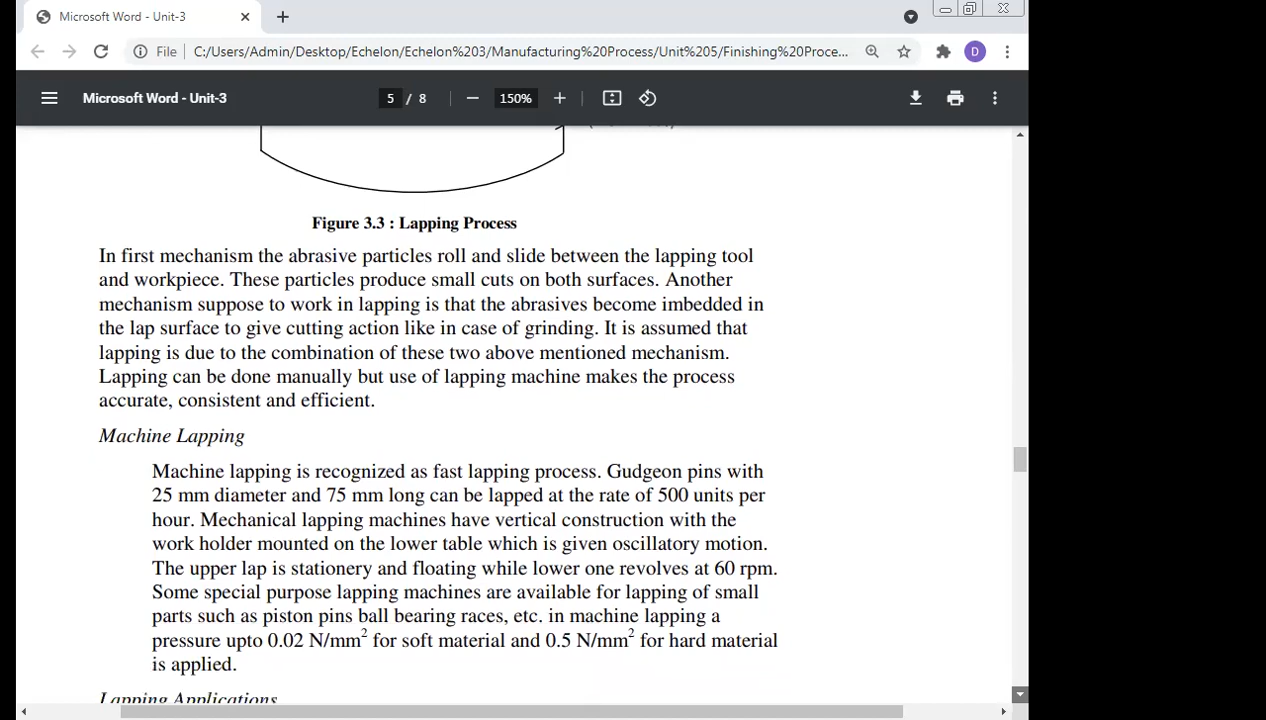 Microsoft Word - Unit-3
File
C:/Users/Admin/Desktop/Echelon/Echelon%203/Manufacturing%20Process/Unit%205/Finishing%20Proce...
D
Microsoft Word - Unit-3
5 / 8
150%
Figure 3.3 : Lapping Process
In first mechanism the abrasive particles roll and slide between the lapping tool
and workpiece. These particles produce small cuts on both surfaces. Another
mechanism suppose to work in lapping is that the abrasives become imbedded in
the lap surface to give cutting action like in case of grinding. It is assumed that
lapping is due to the combination of these two above mentioned mechanism.
Lapping can be done manually but use of lapping machine makes the process
accurate, consistent and efficient.
Machine Lapping
Machine lapping is recognized as fast lapping process. Gudgeon pins with
25 mm diameter and 75 mm long can be lapped at the rate of 500 units per
hour. Mechanical lapping machines have vertical construction with the
work holder mounted on the lower table which is given oscillatory motion.
The upper lap is stationery and floating while lower one revolves at 60 rpm.
Some special purpose lapping machines are available for lapping of small
parts such as piston pins ball bearing races, etc. in machine lapping a
pressure upto 0.02 N/mm² for soft material and 0.5 N/mm² for hard material
is applied.
Lapping Applications